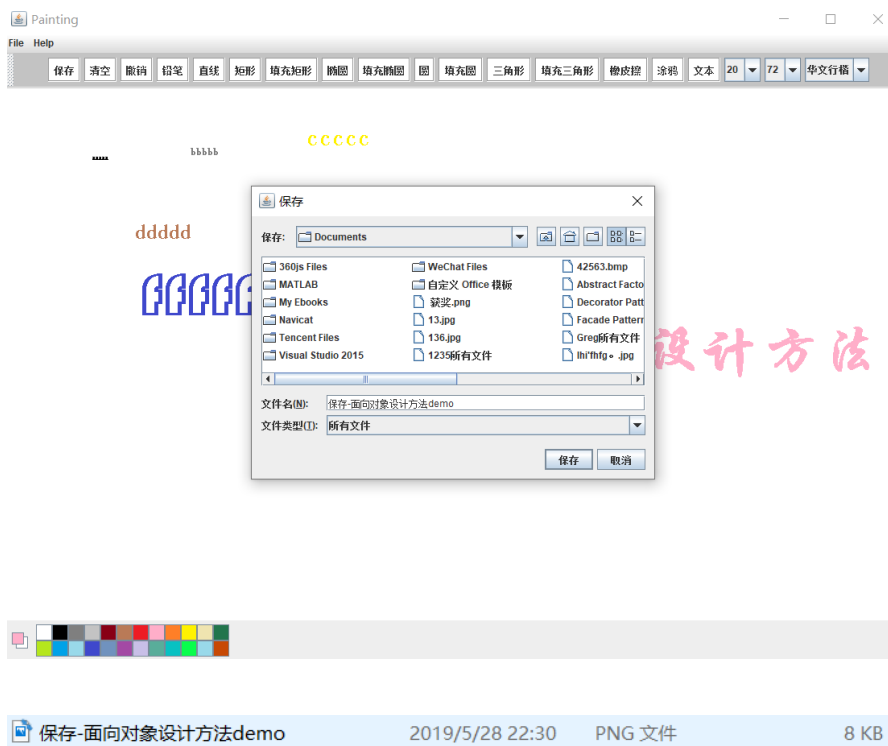 Painting
File Help
保存 清空 撤销 铅笔 直线 矩形 填充矩形 椭圆 填充椭圆 圆 填充圆 三角形 填充三角形 橡皮擦 涂鸦 文本 20 72 华文行楷
CCCCC
bbbbb
ddddd
fffff
设计方法
保存
保存: Documents
360js Files WeChat Files 42563.bmp
MATLAB 自定义 Office 模板 Abstract Facto
My Ebooks 获奖.png Decorator Patt
Navicat 13.jpg Facade Pattern
Tencent Files 136.jpg Greg所有文件
Visual Studio 2015 1235所有文件 lhi'fhfg。.jpg
文件名(N): 保存-面向对象设计方法demo
文件类型(T): 所有文件
保存 取消
保存-面向对象设计方法demo 2019/5/28 22:30 PNG 文件 8 KB